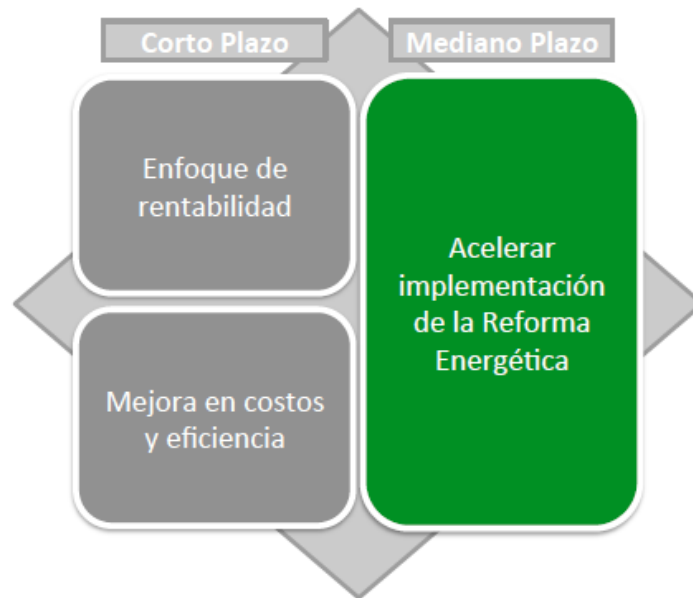 Corto Plazo
Mediano Plazo
Enfoque de
rentabilidad
Mejora en costos
y eficiencia
Acelerar
implementación
de la Reforma
Energética